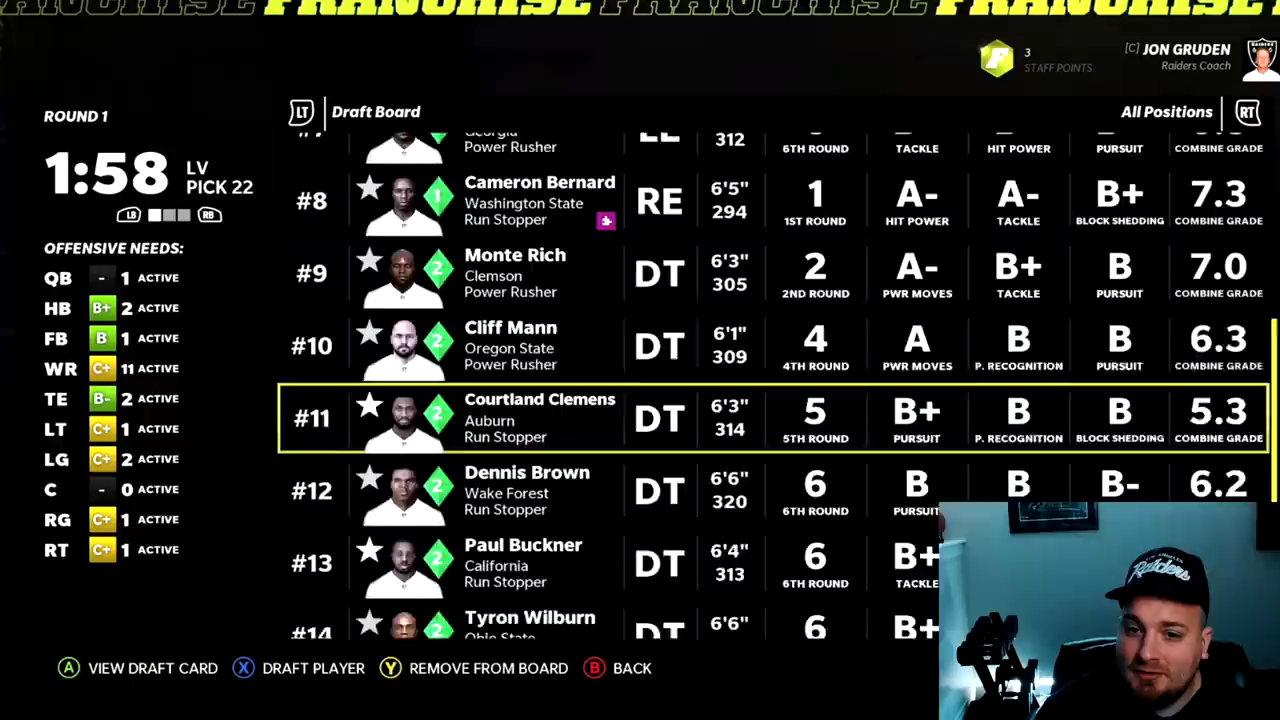 FRANCHISE FRANCHISE FRANCHISE FRANCHISE
3
STAFF POINTS
[C] JON GRUDEN
Raiders Coach
RAIDERS
ROUND 1
LT Draft Board
All Positions RT
1:58
LV
PICK 22
LB RB
OFFENSIVE NEEDS:
QB - 1 ACTIVE
HB B+ 2 ACTIVE
FB B 1 ACTIVE
WR C+ 11 ACTIVE
TE B- 2 ACTIVE
LT C+ 1 ACTIVE
LG C+ 2 ACTIVE
C - 0 ACTIVE
RG C+ 1 ACTIVE
RT C+ 1 ACTIVE
Georgia
Power Rusher
LE
312
6TH ROUND
TACKLE
HIT POWER
PURSUIT
COMBINE GRADE
#8
1
Cameron Bernard
Washington State
Run Stopper
RE
6'5"
294
1
1ST ROUND
A-
HIT POWER
A-
TACKLE
B+
BLOCK SHEDDING
7.3
COMBINE GRADE
#9
2
Monte Rich
Clemson
Power Rusher
DT
6'3"
305
2
2ND ROUND
A-
PWR MOVES
B+
TACKLE
B
PURSUIT
7.0
COMBINE GRADE
#10
2
Cliff Mann
Oregon State
Power Rusher
DT
6'1"
309
4
4TH ROUND
A
PWR MOVES
B
P. RECOGNITION
B
PURSUIT
6.3
COMBINE GRADE
#11
2
Courtland Clemens
Auburn
Run Stopper
DT
6'3"
314
5
5TH ROUND
B+
PURSUIT
B
P. RECOGNITION
B
BLOCK SHEDDING
5.3
COMBINE GRADE
#12
2
Dennis Brown
Wake Forest
Run Stopper
DT
6'6"
320
6
6TH ROUND
B
PURSUIT
B
B-
6.2
#13
2
Paul Buckner
California
Run Stopper
DT
6'4"
313
6
6TH ROUND
B+
TACKLE
#14
2
Tyron Wilburn
Ohio State
DT
6'6"
6
B+
LOS ANGELES
Raiders
A VIEW DRAFT CARD X DRAFT PLAYER Y REMOVE FROM BOARD B BACK